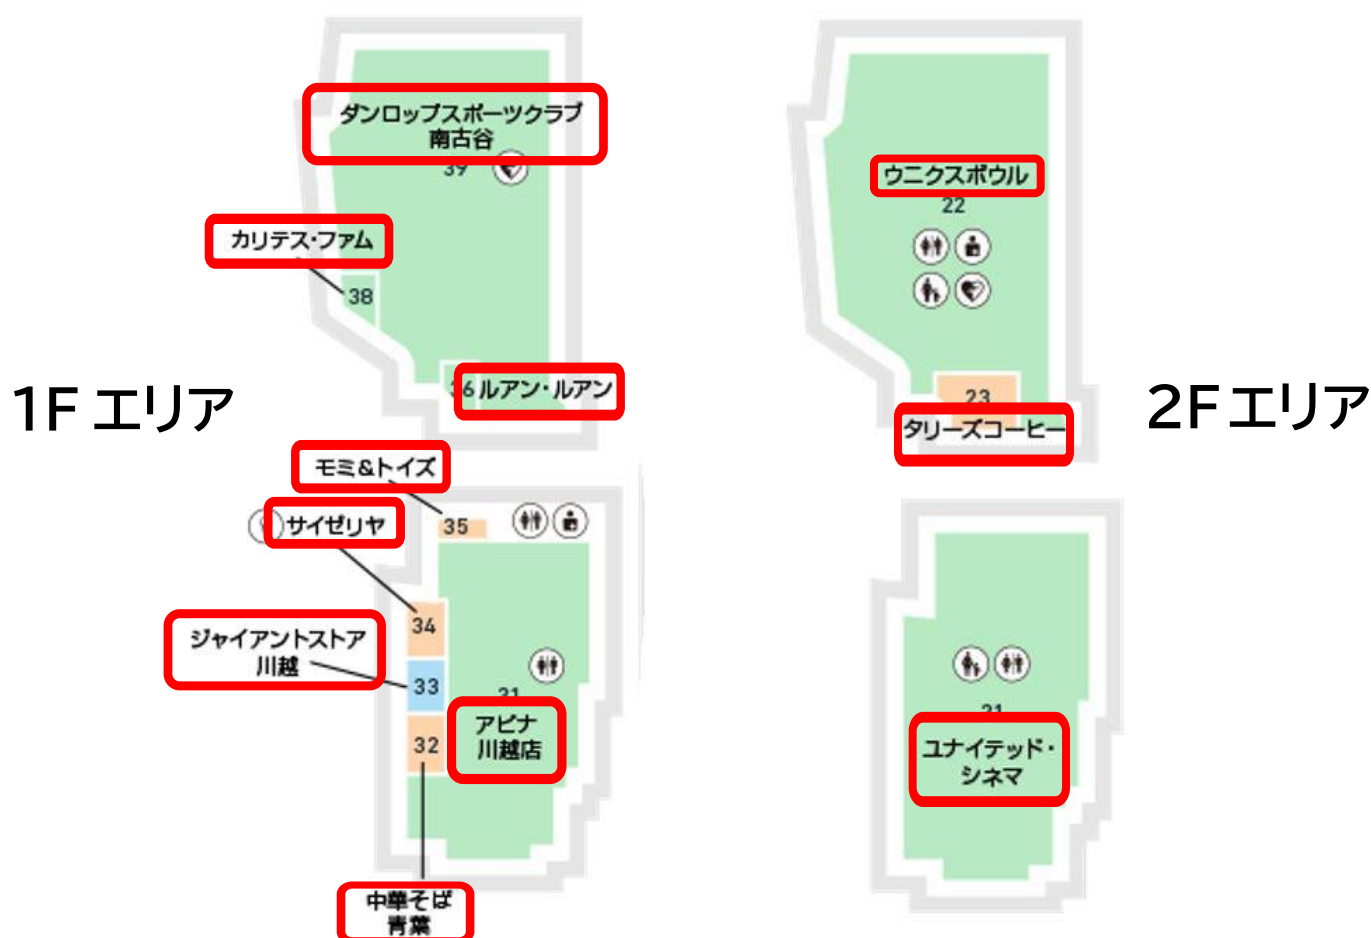 ダンロップスポーツクラブ
南古谷
39
カリテス・ファム
38
36 ルアン・ルアン
1F エリア
モミ&トイズ
35
サイゼリヤ
34
ジャイアントストア
川越
33
31
アピナ
川越店
32
中華そば
青葉
ウニクスボウル
22
23
タリーズコーヒー
2F エリア
21
ユナイテッド・
シネマ